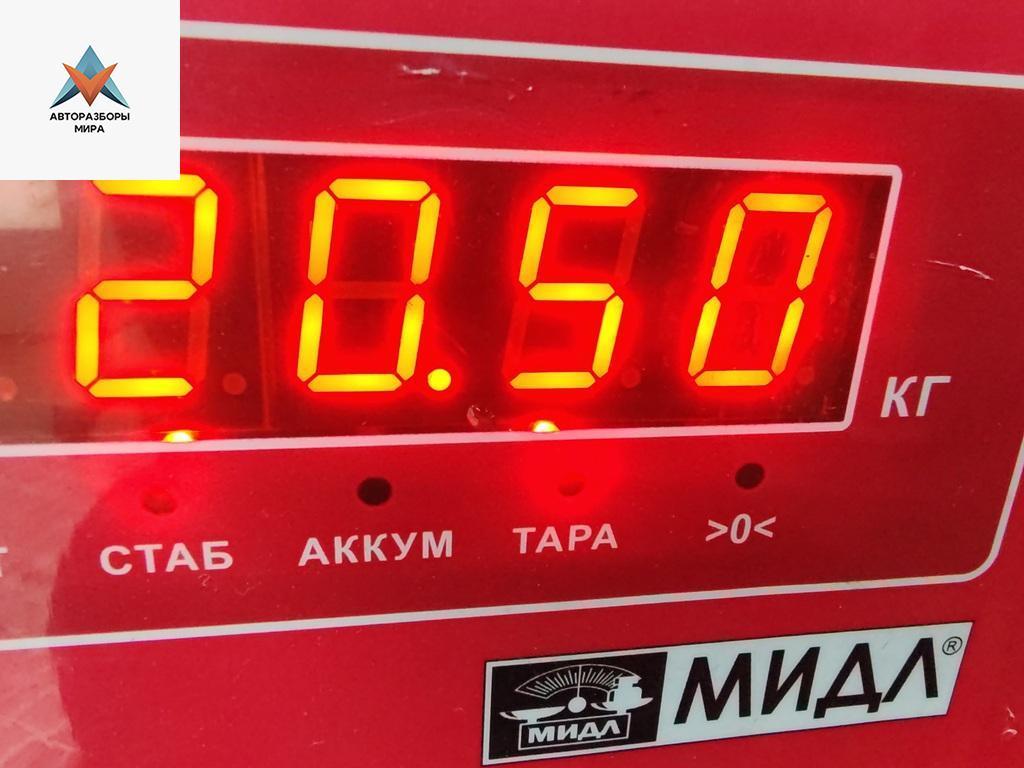 АВТОРАЗБОРЫ
МИРА
20.50
КГ
СТАБ АККУМ ТАРА >0<
МИДЛ МИДЛ®